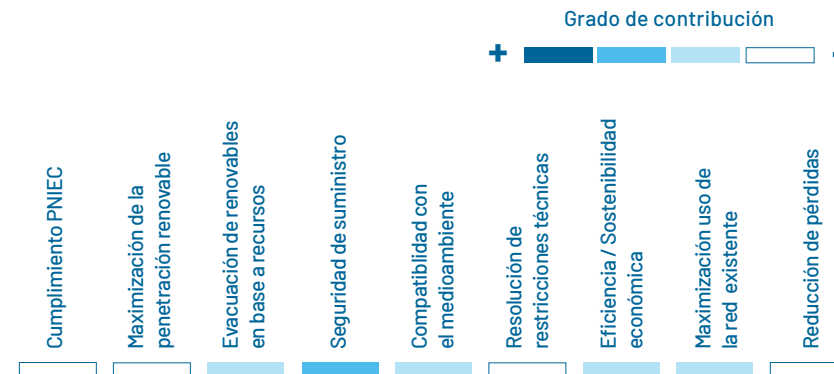 Grado de contribución
+
Cumplimiento PNIEC
Maximización de la
penetración renovable
Evacuación de renovables
en base a recursos
Seguridad de suministro
Compatiblidad con
el medioambiente
Resolución de
restricciones técnicas
Eficiencia / Sostenibilidad
económica
Maximización uso de
la red existente
Reducción de pérdidas